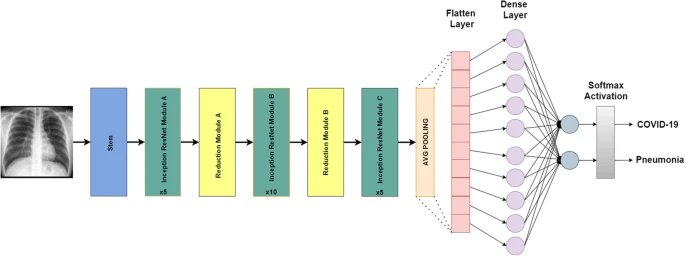 Flatten
Layer
Dense
Layer
Softmax
Activation
Stem
Inception ResNet Module A
x5
Reduction Module A
Inception ResNet Module B
x10
Reduction Module B
Inception ResNet Module C
x5
AVG POOLING
COVID-19
Pneumonia